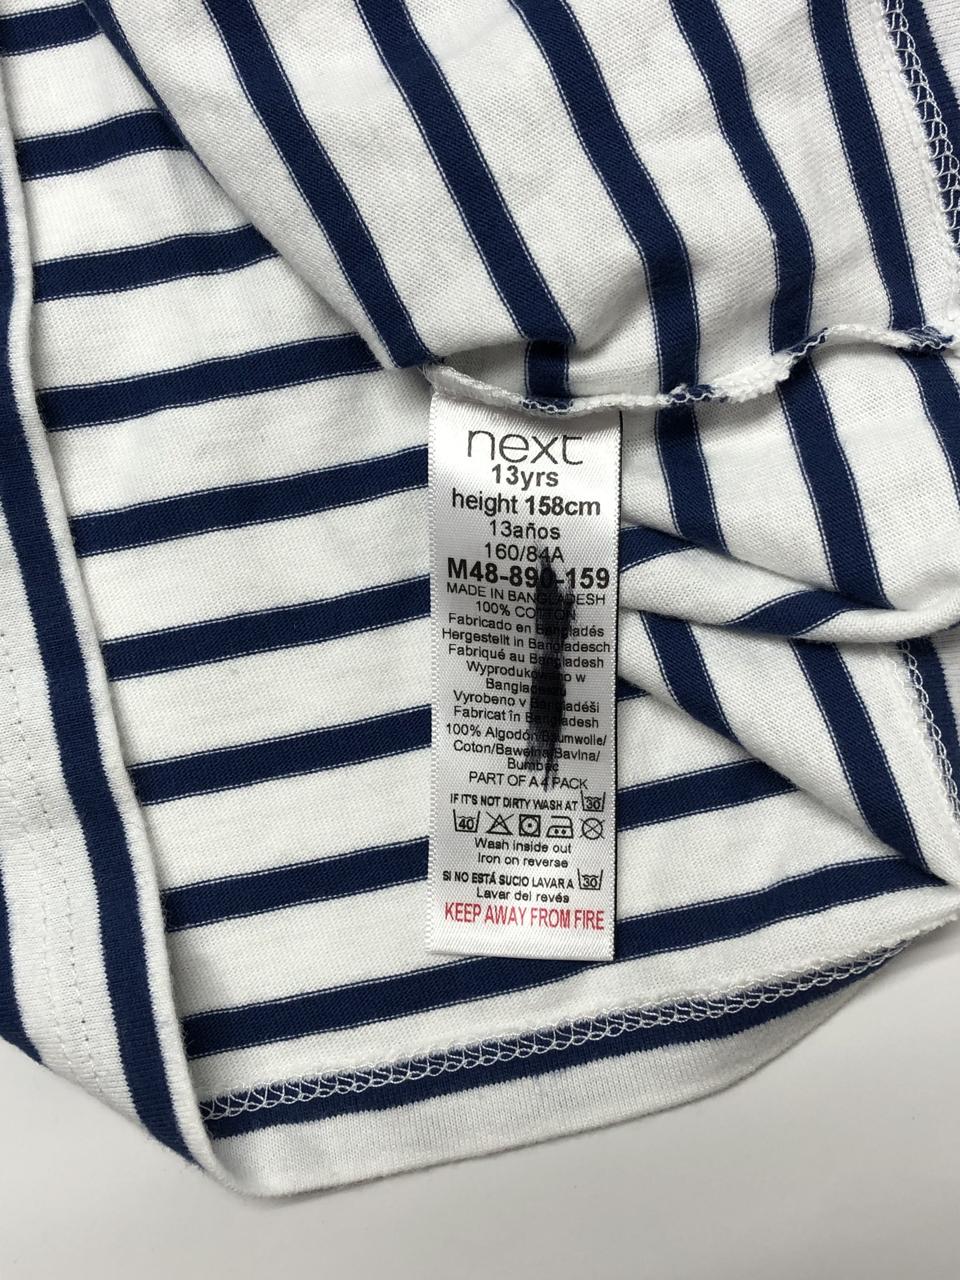 next
13yrs
height 158cm
13años
160/84A
M48-890-159
MADE IN BANGLADESH
100% COTTON
Fabricado en Bangladés
Hergestellt in Bangladesch
Fabriqué au Bangladesh
Wyprodukowano w
Bangladeszu
Vyrobeno v Bangladéši
Fabricat în Bangladesh
100% Algodón/Baumwolle/
Coton/Bawełna/Bavlna/
Bumbac
PART OF A 4 PACK
IF IT'S NOT DIRTY WASH AT 30
40
Wash inside out
Iron on reverse
SI NO ESTÁ SUCIO LAVAR A 30
Lavar del revés
KEEP AWAY FROM FIRE